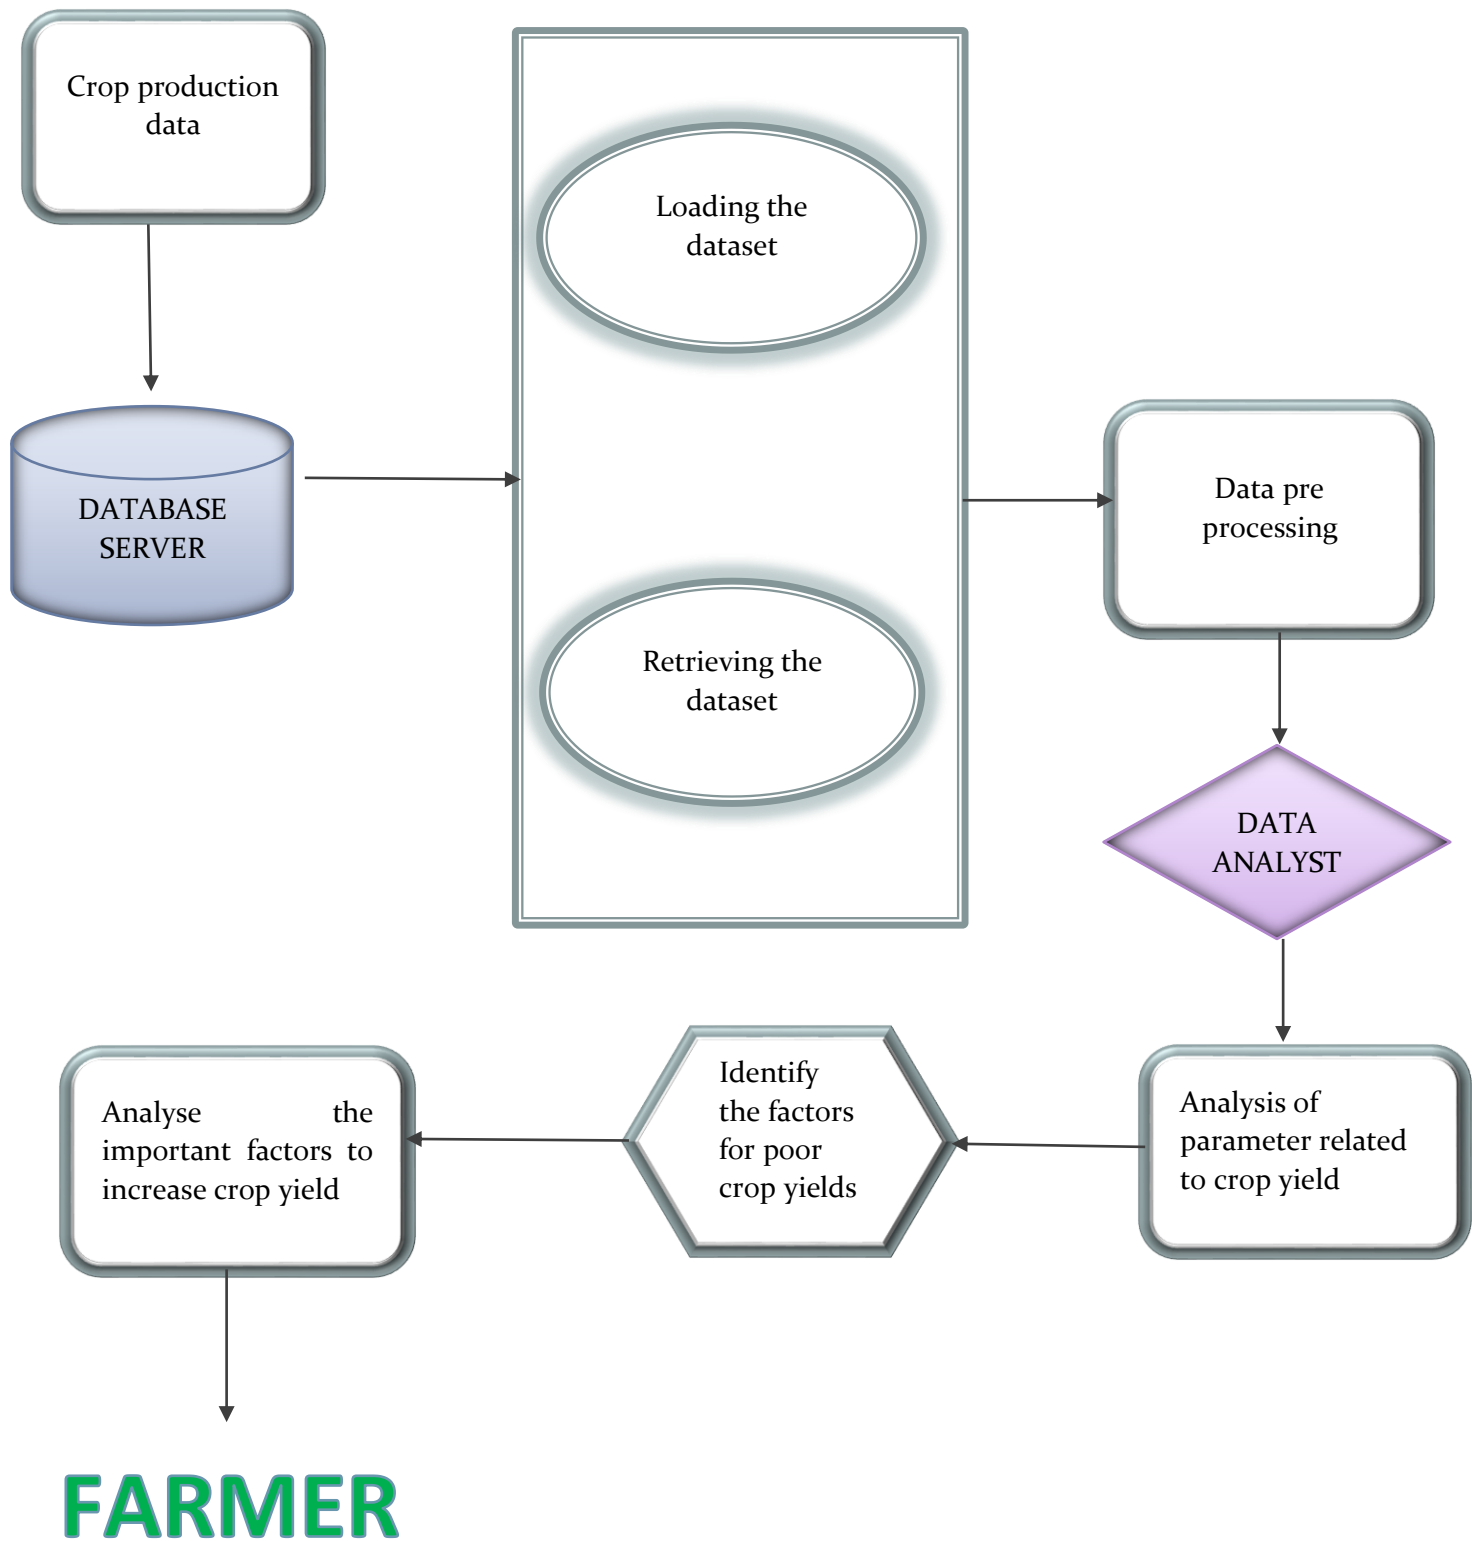 Crop production
data
Loading the
dataset
DATABASE
SERVER
Data pre
processing
Retrieving the
dataset
DATA
ANALYST
Analysis of
parameter related
to crop yield
Identify
the factors
for poor
crop yields
Analyse the
important factors to
increase crop yield
FARMER